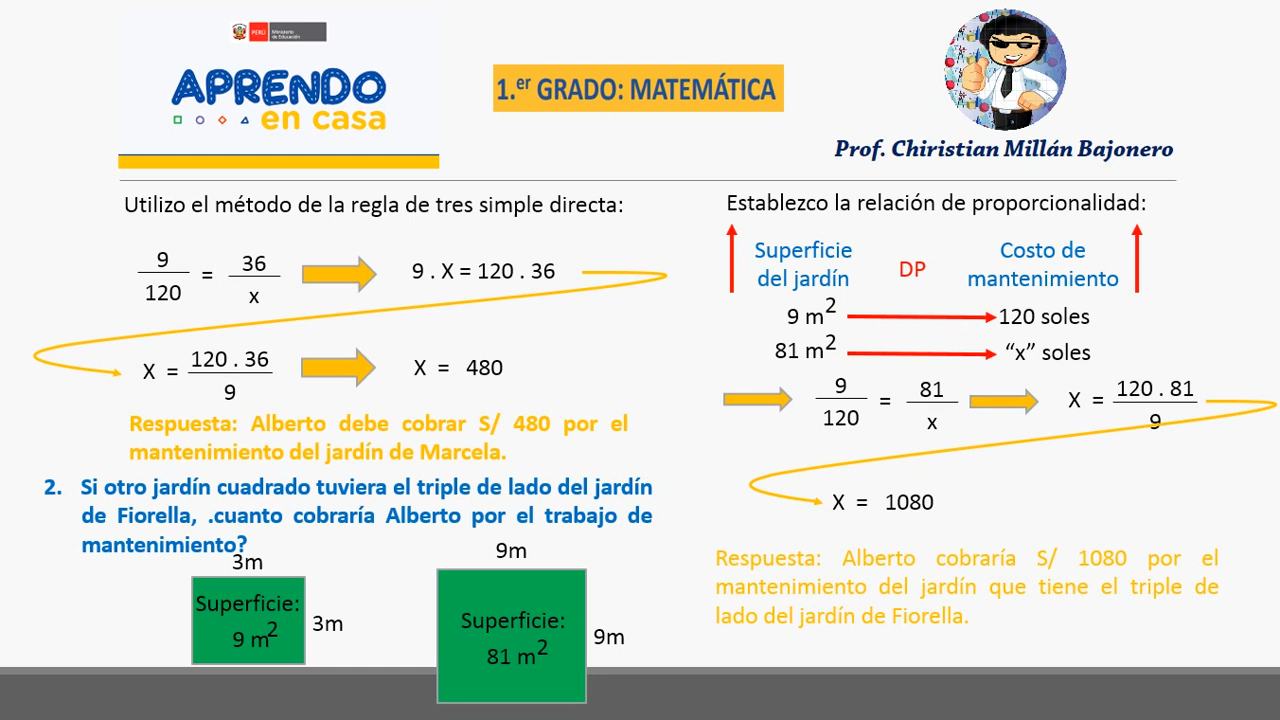 PERÚ Ministerio de Educación
APRENDO
en casa
1.er GRADO: MATEMÁTICA
Prof. Chiristian Millán Bajonero
Utilizo el método de la regla de tres simple directa:
9/120 = 36/x
9 . X = 120 . 36
X = 120 . 36/9
X = 480
Respuesta: Alberto debe cobrar S/ 480 por el
mantenimiento del jardín de Marcela.
2. Si otro jardín cuadrado tuviera el triple de lado del jardín
de Fiorella, .cuanto cobraría Alberto por el trabajo de
mantenimiento?
3m
Superficie:
9 m²
3m
9m
Superficie:
81 m²
9m
Establezco la relación de proporcionalidad:
Superficie
del jardín
DP
Costo de
mantenimiento
9 m² 120 soles
81 m² “x” soles
9/120 = 81/x
X = 120 . 81/9
X = 1080
Respuesta: Alberto cobraría S/ 1080 por el
mantenimiento del jardín que tiene el triple de
lado del jardín de Fiorella.